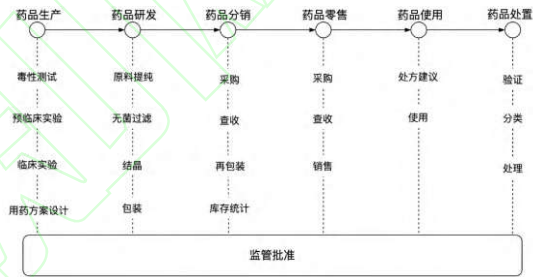 药品生产 药品研发 药品分销 药品零售 药品使用 药品处置
毒性测试 原料提纯 采购 采购 处方建议 验证
预临床实验 无菌过滤 查收 查收 使用 分类
临床实验 结晶 再包装 销售 处理
用药方案设计 包装 库存统计
监管批准